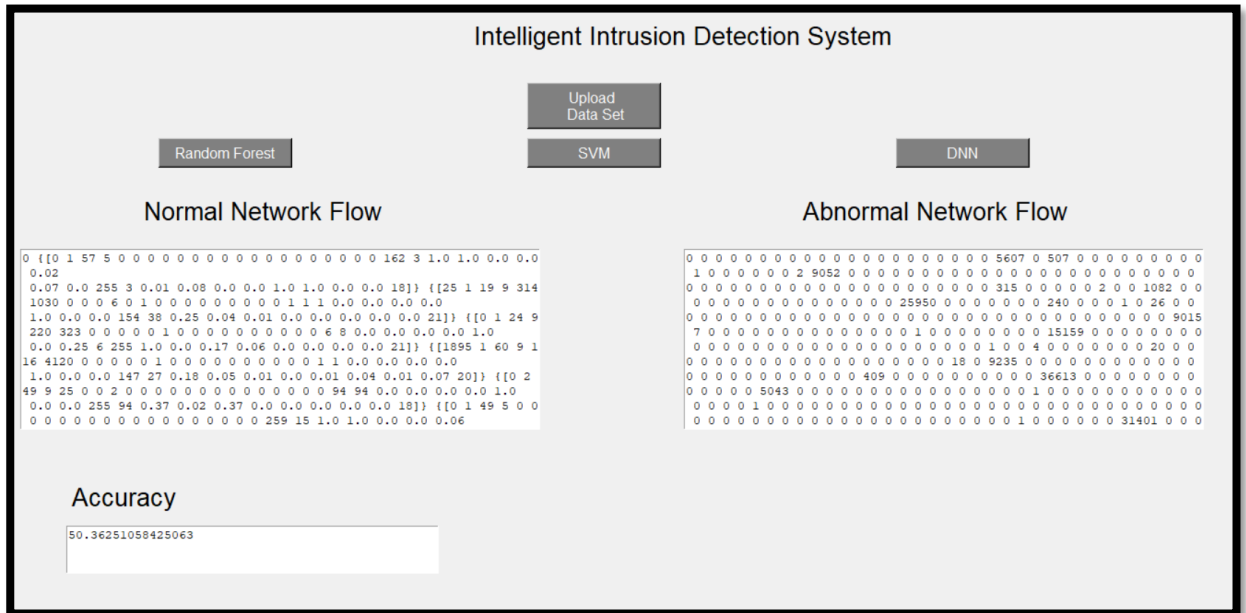 Intelligent Intrusion Detection System
Upload
Data Set
Random Forest
SVM
DNN
Normal Network Flow
Abnormal Network Flow
0 {[0 1 57 5 0 0 0 0 0 0 0 0 0 0 0 0 0 0 162 3 1.0 1.0 0.0 0.0
0.02
0.07 0.0 255 3 0.01 0.08 0.0 0.0 1.0 1.0 0.0 0.0 18]} {[25 1 19 9 314
1030 0 0 0 6 0 1 0 0 0 0 0 0 0 0 0 1 1 1 0.0 0.0 0.0 0.0
1.0 0.0 0.0 154 38 0.25 0.04 0.01 0.0 0.0 0.0 0.0 0.0 21]} {[0 1 24 9
220 323 0 0 0 0 0 1 0 0 0 0 0 0 0 0 0 0 6 8 0.0 0.0 0.0 0.0 1.0
0.0 0.25 6 255 1.0 0.0 0.17 0.06 0.0 0.0 0.0 0.0 21]} {[1895 1 60 9 1
16 4120 0 0 0 0 0 1 0 0 0 0 0 0 0 0 0 0 1 1 0.0 0.0 0.0 0.0
1.0 0.0 0.0 147 27 0.18 0.05 0.01 0.0 0.01 0.04 0.01 0.07 20]} {[0 2
49 9 25 0 0 2 0 0 0 0 0 0 0 0 0 0 0 0 94 94 0.0 0.0 0.0 0.0 1.0
0.0 0.0 255 94 0.37 0.02 0.37 0.0 0.0 0.0 0.0 0.0 18]} {[0 1 49 5 0 0
0 0 0 0 0 0 0 0 0 0 0 0 0 0 0 0 259 15 1.0 1.0 0.0 0.0 0.06
0 0 0 0 0 0 0 0 0 0 0 0 0 0 0 0 0 0 0 0 0 5607 0 507 0 0 0 0 0 0 0 0 0
1 0 0 0 0 0 0 2 9052 0 0 0 0 0 0 0 0 0 0 0 0 0 0 0 0 0 0 0 0 0 0 0 0
0 0 0 0 0 0 0 0 0 0 0 0 0 0 0 0 0 0 0 0 0 315 0 0 0 0 0 2 0 0 1082 0 0
0 0 0 0 0 0 0 0 0 0 0 0 0 0 25950 0 0 0 0 0 0 0 0 240 0 0 0 1 0 26 0 0
0 0 0 0 0 0 0 0 0 0 0 0 0 0 0 0 0 0 0 0 0 0 0 0 0 0 0 0 0 0 0 0 0 9015
7 0 0 0 0 0 0 0 0 0 0 0 0 0 0 1 0 0 0 0 0 0 0 0 15159 0 0 0 0 0 0 0 0
0 0 0 0 0 0 0 0 0 0 0 0 0 0 0 0 0 0 0 0 1 0 0 4 0 0 0 0 0 0 0 20 0 0 0
0 0 0 0 0 0 0 0 0 0 0 0 0 0 0 0 0 0 18 0 9235 0 0 0 0 0 0 0 0 0 0 0 0
0 0 0 0 0 0 0 0 0 0 0 0 409 0 0 0 0 0 0 0 0 0 0 36613 0 0 0 0 0 0 0 0
0 0 0 0 0 5043 0 0 0 0 0 0 0 0 0 0 0 0 0 0 0 0 0 1 0 0 0 0 0 0 0 0 0 0 0
0 0 0 0 1 0 0 0 0 0 0 0 0 0 0 0 0 0 0 0 0 0 0 0 0 0 0 0 0 0 0 0 0 0 0
0 0 0 0 0 0 0 0 0 0 0 0 0 0 0 0 0 0 0 0 0 0 1 0 0 0 0 0 0 31401 0 0 0
Accuracy
50.36251058425063